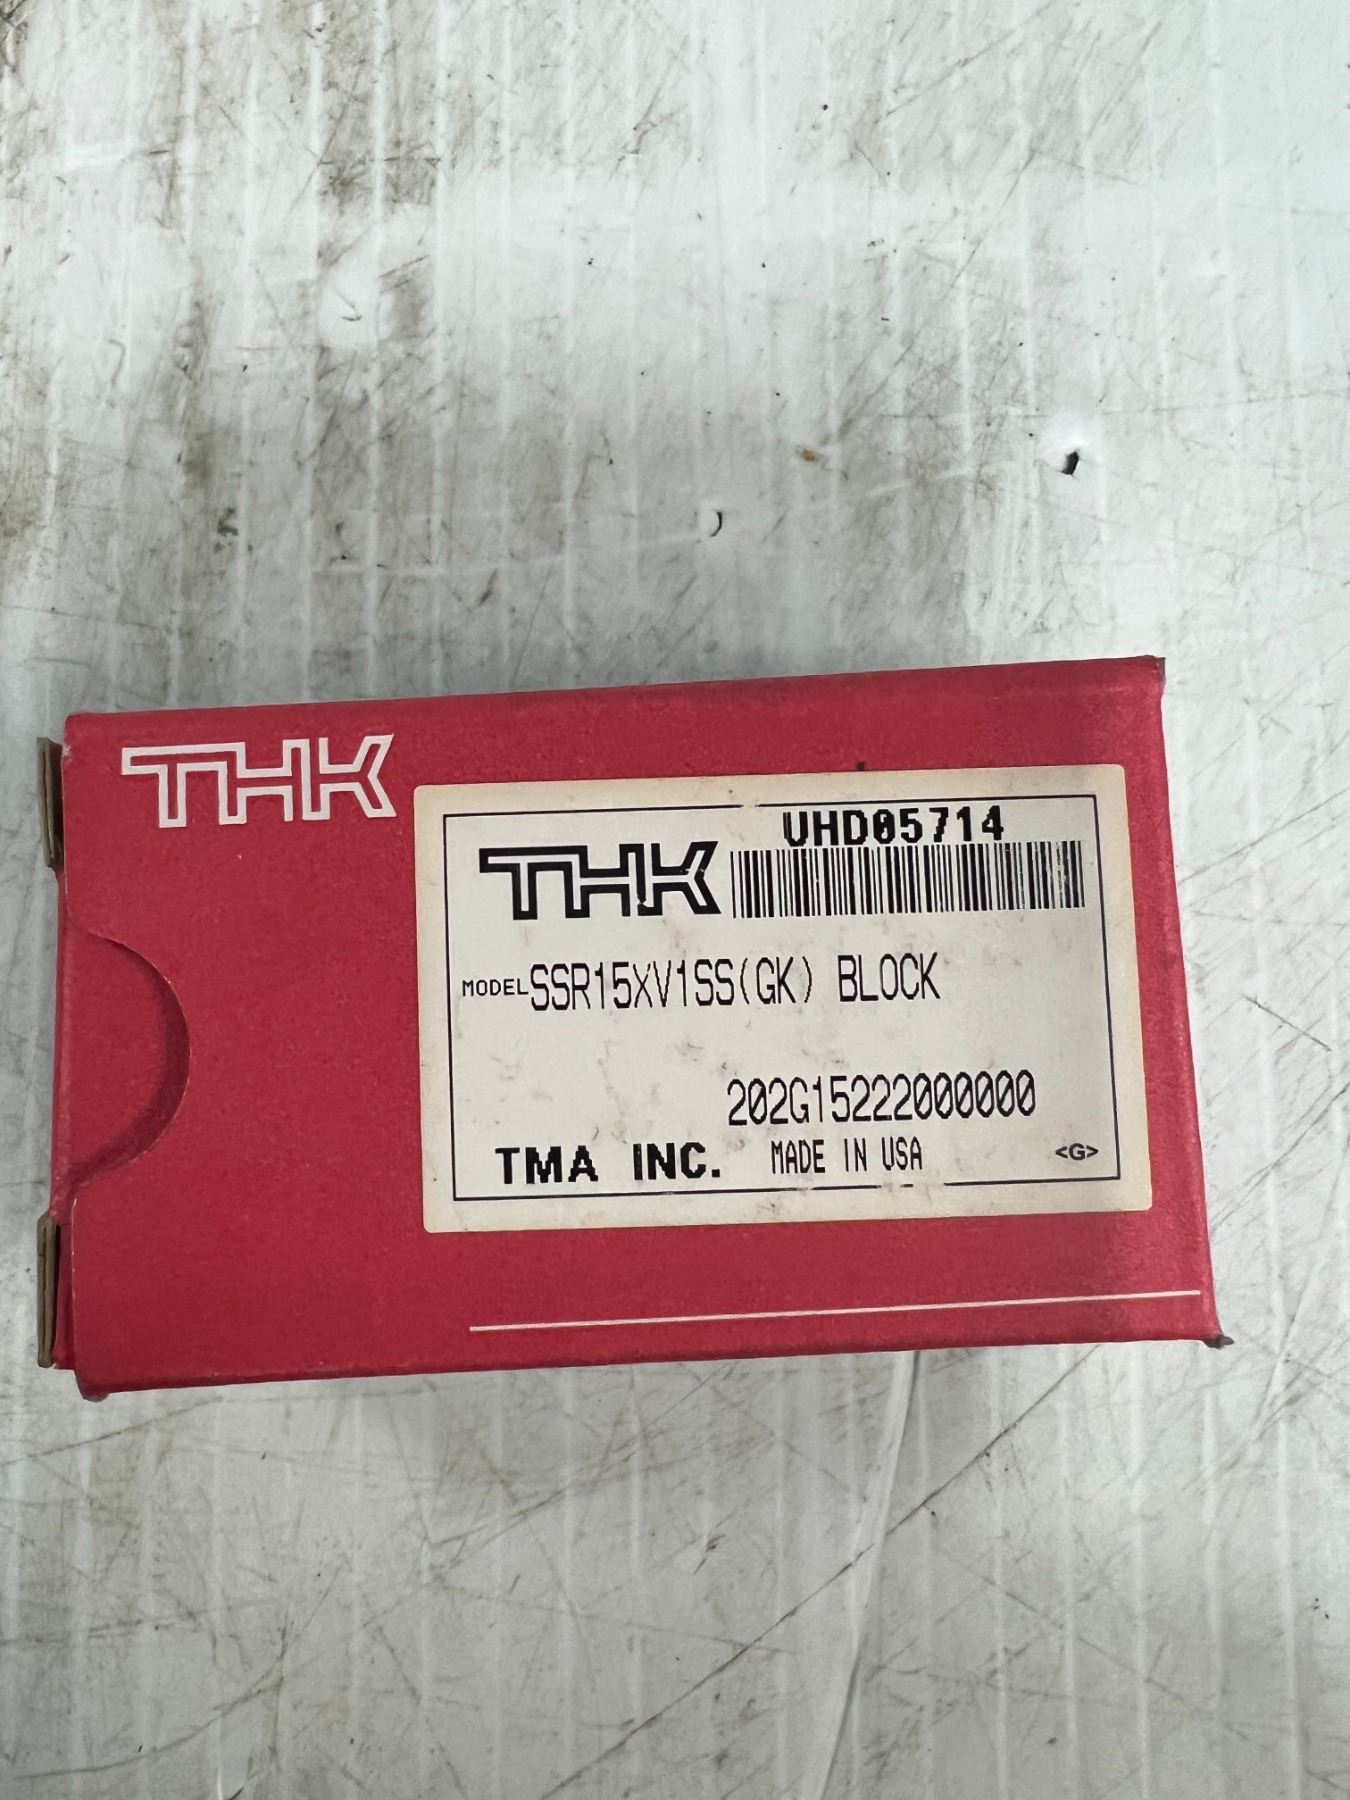 THK
UHD05714
THK
MODEL SSR15XV1SS(GK) BLOCK
202G15222000000
TMA INC. MADE IN USA <G>